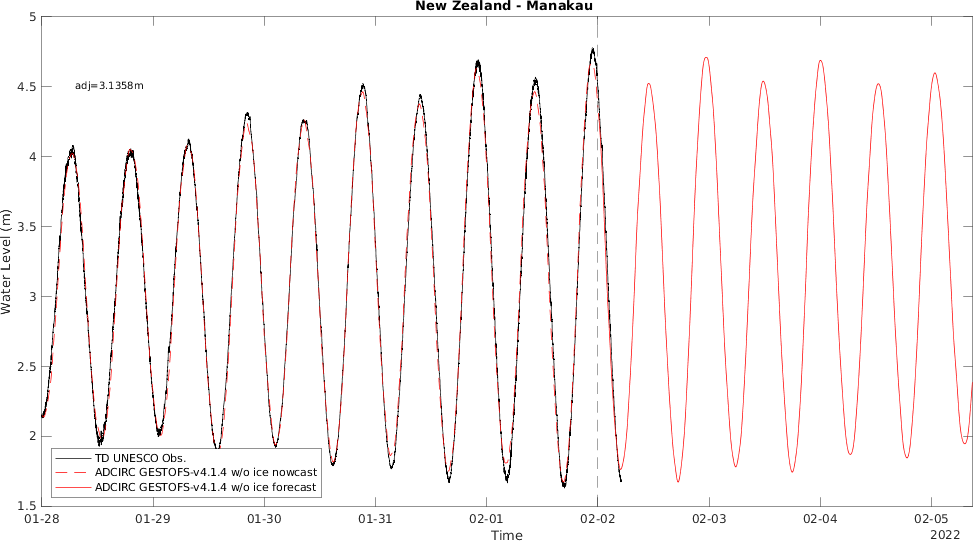 New Zealand - Manakau
5
4.5
4
3.5
3
2.5
2
1.5
Water Level (m)
adj=3.1358m
TD UNESCO Obs.
ADCIRC GESTOFS-v4.1.4 w/o ice nowcast
ADCIRC GESTOFS-v4.1.4 w/o ice forecast
01-28 01-29 01-30 01-31 02-01 02-02 02-03 02-04 02-05
Time
2022